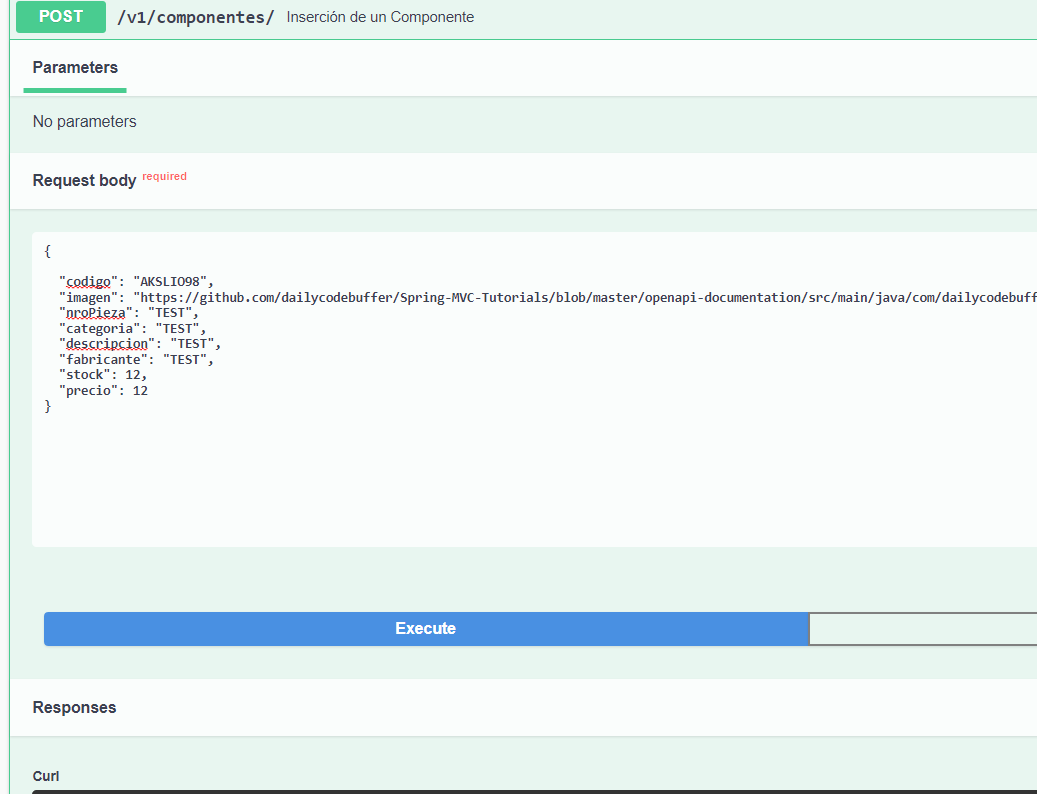 POST /v1/componentes/ Inserción de un Componente
Parameters
No parameters
Request body required
{
"codigo": "AKSLIO98",
"imagen": "https://github.com/dailycodebuffer/Spring-MVC-Tutorials/blob/master/openapi-documentation/src/main/java/com/dailycodebuff
"nroPieza": "TEST",
"categoria": "TEST",
"descripcion": "TEST",
"fabricante": "TEST",
"stock": 12,
"precio": 12
}
Execute
Responses
Curl